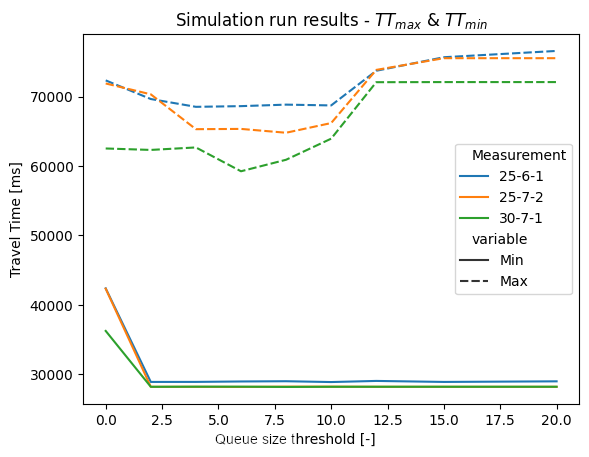 Simulation run results - TTmax & TTmin
Travel Time [ms]
70000
60000
50000
40000
30000
Measurement
25-6-1
25-7-2
30-7-1
variable
Min
Max
0.0 2.5 5.0 7.5 10.0 12.5 15.0 17.5 20.0
Queue size threshold [-]